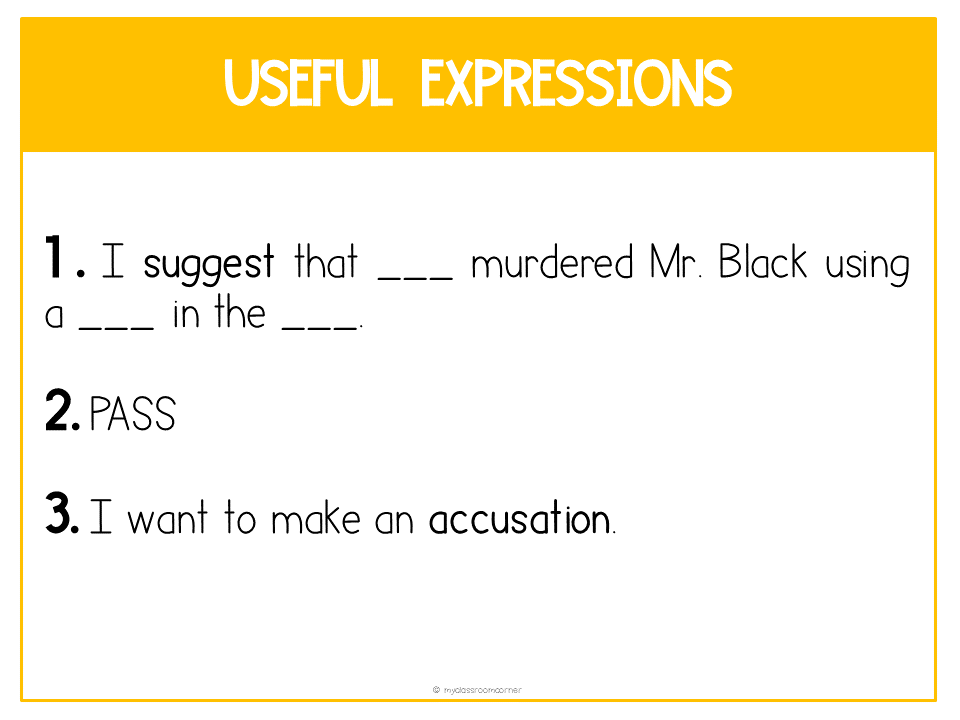 USEFUL EXPRESSIONS
1. I suggest that ___ murdered Mr. Black using
a ___ in the ___.
2. PASS
3. I want to make an accusation.
© myclassroomcorner